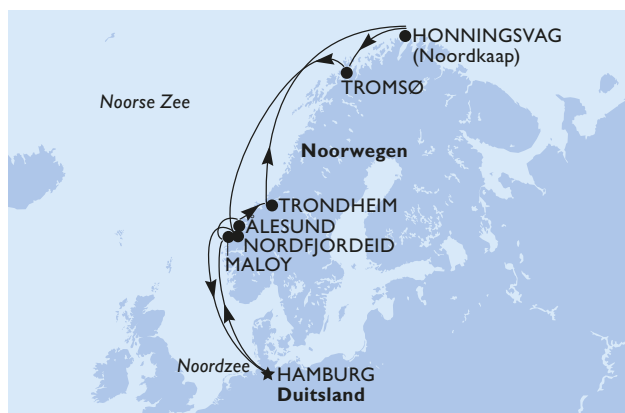 HONNINGSVAG
(Noordkaap)
TROMSØ
Noorse Zee
Noorwegen
TRONDHEIM
ÅLESUND
NORDFJORDEID
MALOY
Noordzee
HAMBURG
Duitsland